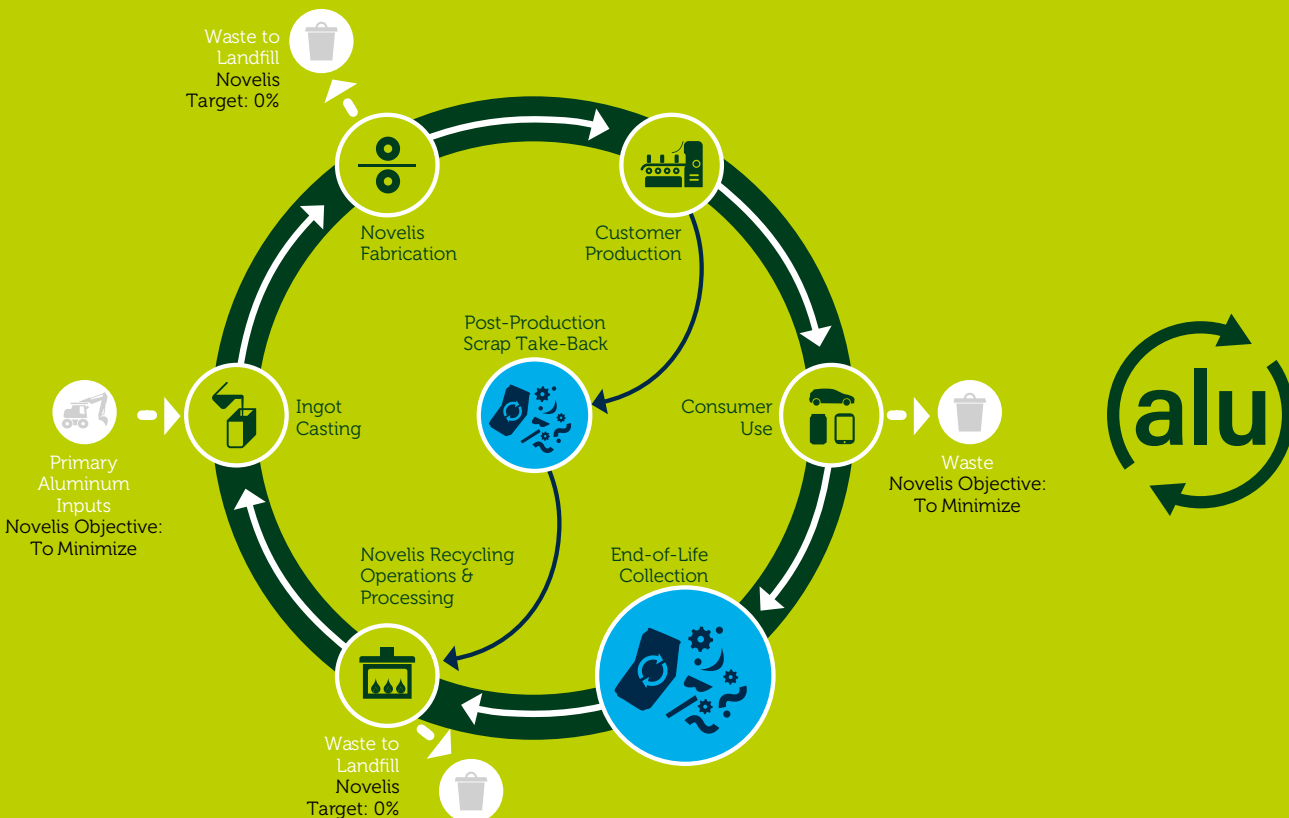 Waste to
Landfill
Novelis
Target: 0%
Novelis
Fabrication
Customer
Production
Post-Production
Scrap Take-Back
Ingot
Casting
Consumer
Use
Primary
Aluminum
Inputs
Novelis Objective:
To Minimize
Waste
Novelis Objective:
To Minimize
alu
Novelis Recycling
Operations &
Processing
End-of-Life
Collection
Waste to
Landfill
Novelis
Target: 0%